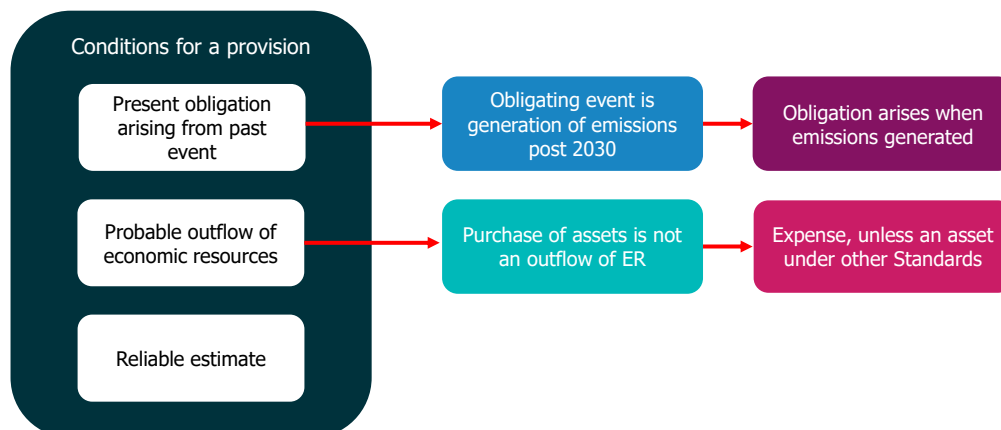 Conditions for a provision
Present obligation
arising from past
event
Obligating event is
generation of emissions
post 2030
Obligation arises when
emissions generated
Probable outflow of
economic resources
Purchase of assets is not
an outflow of ER
Expense, unless an asset
under other Standards
Reliable estimate